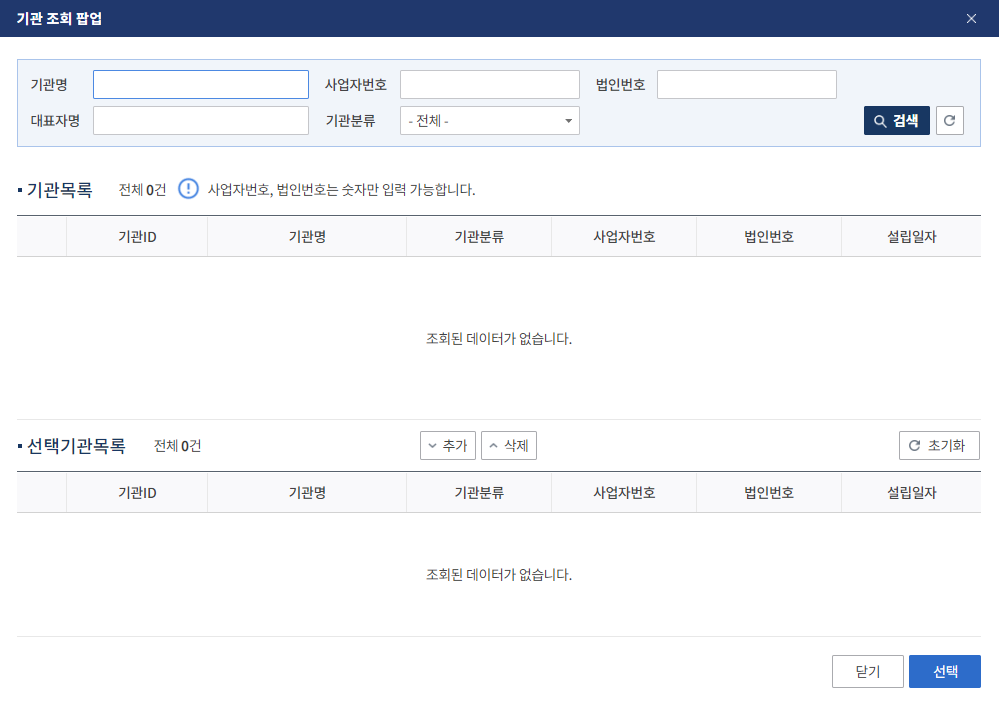 기관 조회 팝업
기관명 사업자번호 법인번호
대표자명 기관분류 - 전체 - 검색
기관목록 전체 0건 사업자번호, 법인번호는 숫자만 입력 가능합니다.
기관ID 기관명 기관분류 사업자번호 법인번호 설립일자
조회된 데이터가 없습니다.
선택기관목록 전체 0건 추가 삭제 초기화
기관ID 기관명 기관분류 사업자번호 법인번호 설립일자
조회된 데이터가 없습니다.
닫기 선택